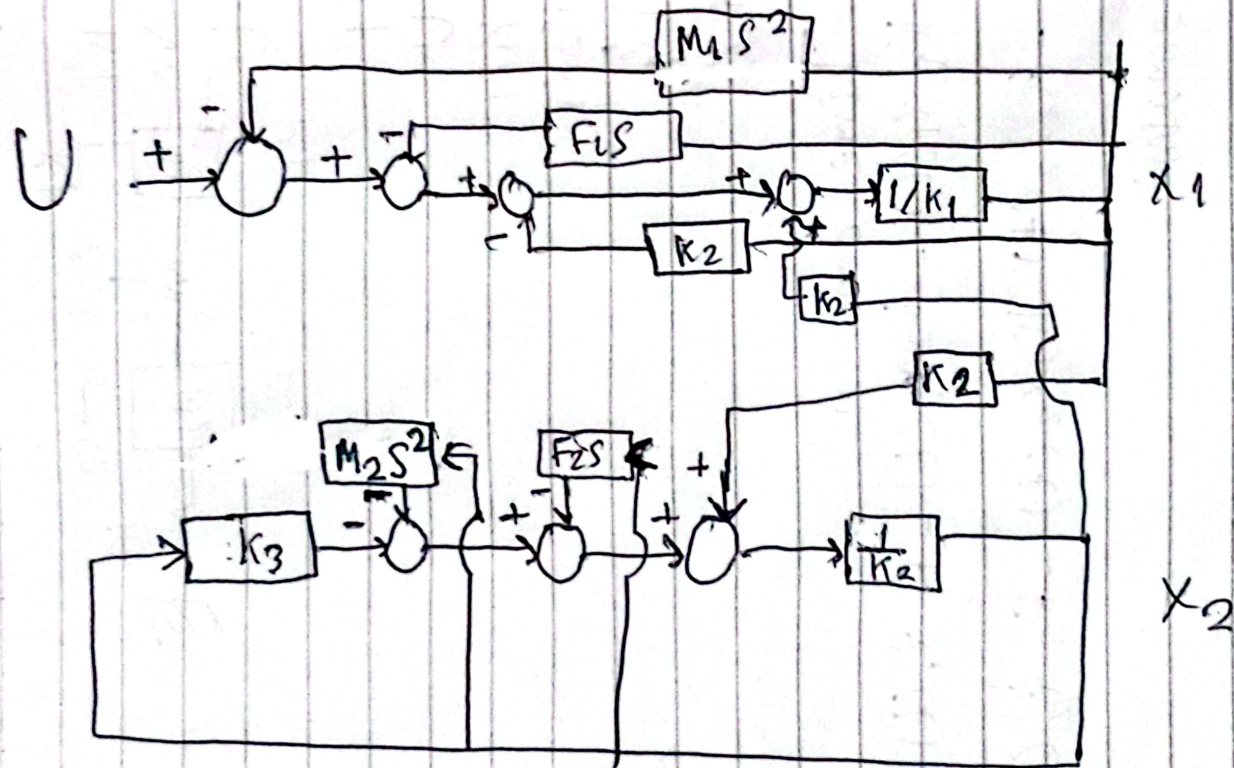 M1 S²
-
F1S
-
U
+
+
+
+
1/K1
X1
-
K2
+
K2
K2
M2S²
F2S
+
-
-
K3
-
+
+
1/K2
X2